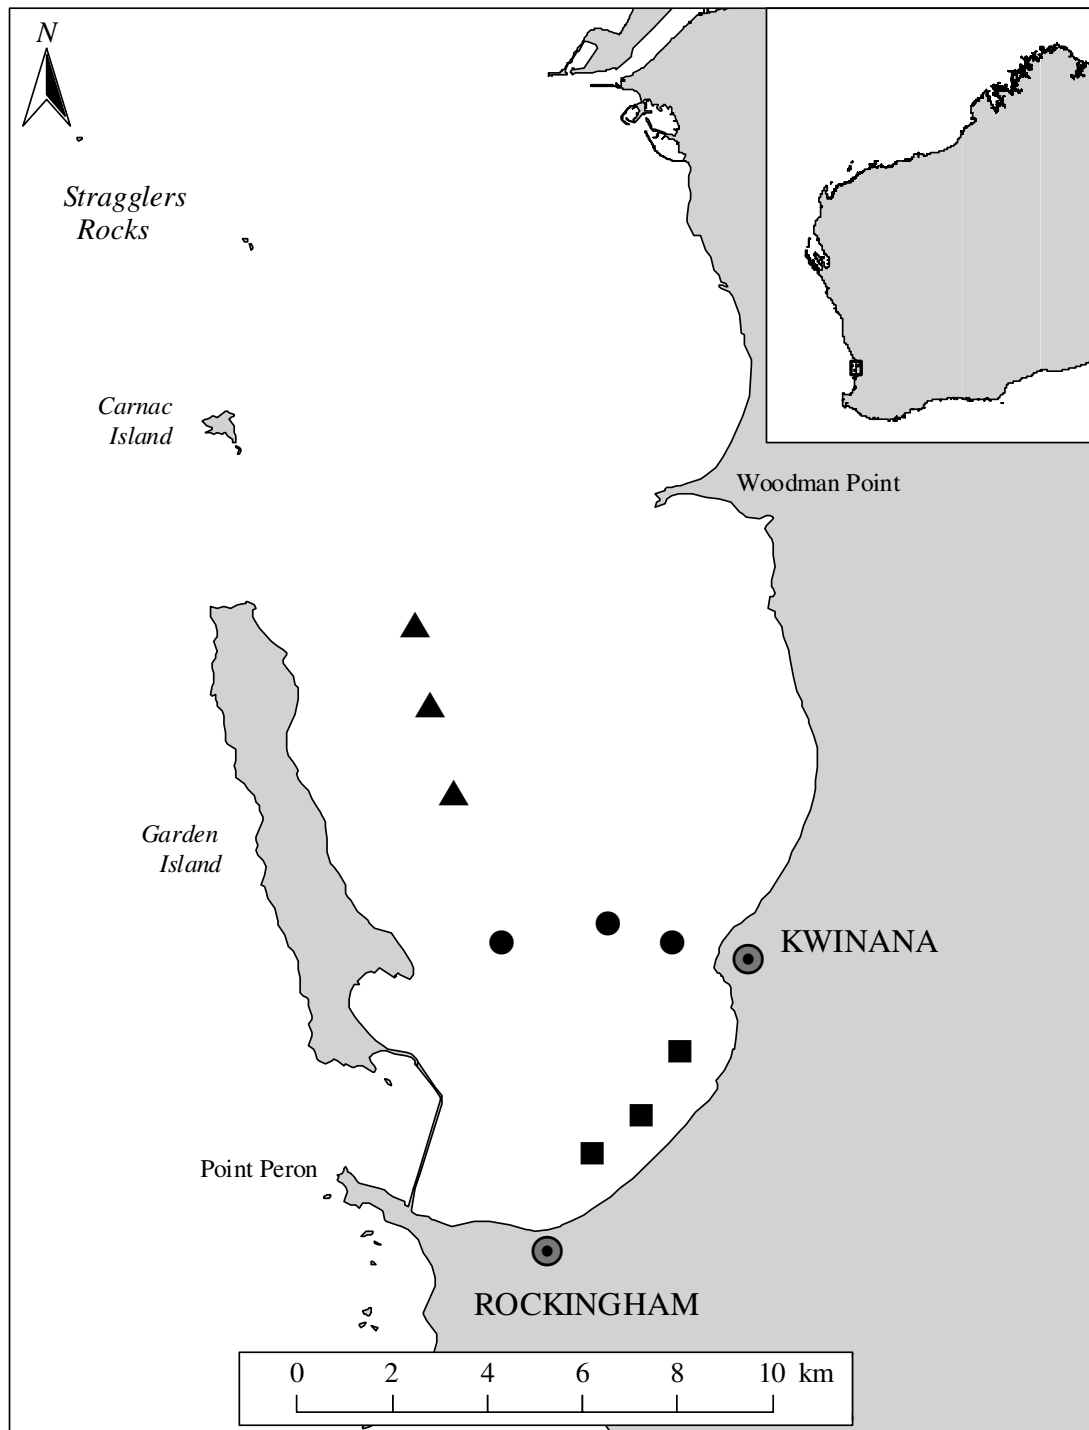 N
Stragglers
Rocks
Carnac
Island
Woodman Point
Garden
Island
KWINANA
Point Peron
ROCKINGHAM
0 2 4 6 8 10 km